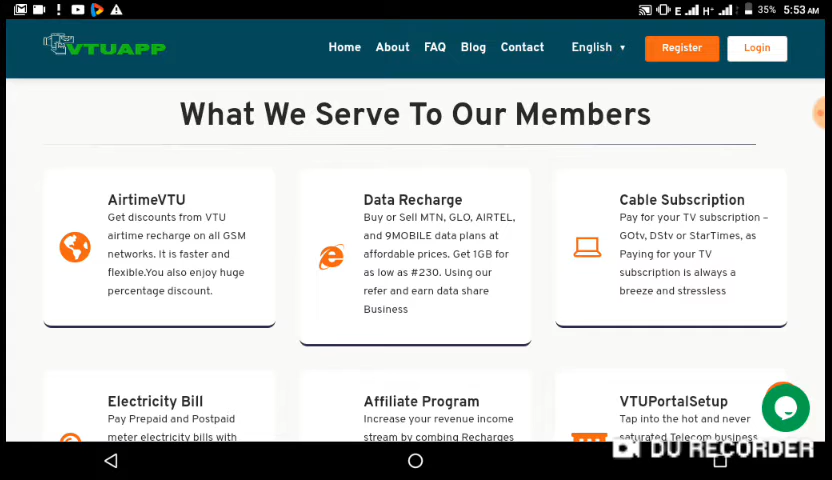 E H+ 35% 5:53 AM
VTUAPP
Home About FAQ Blog Contact English Register Login
What We Serve To Our Members
AirtimeVTU
Get discounts from VTU
airtime recharge on all GSM
networks. It is faster and
flexible.You also enjoy huge
percentage discount.
Data Recharge
Buy or Sell MTN, GLO, AIRTEL,
and 9MOBILE data plans at
affordable prices. Get 1GB for
as low as #230. Using our
refer and earn data share
Business
Cable Subscription
Pay for your TV subscription –
GOtv, DStv or StarTimes, as
Paying for your TV
subscription is always a
breeze and stressless
Electricity Bill
Pay Prepaid and Postpaid
meter electricity bills with
Affiliate Program
Increase your revenue income
stream by combing Recharges
VTUPortalSetup
Tap into the hot and never
saturated Telecom business
DU RECORDER